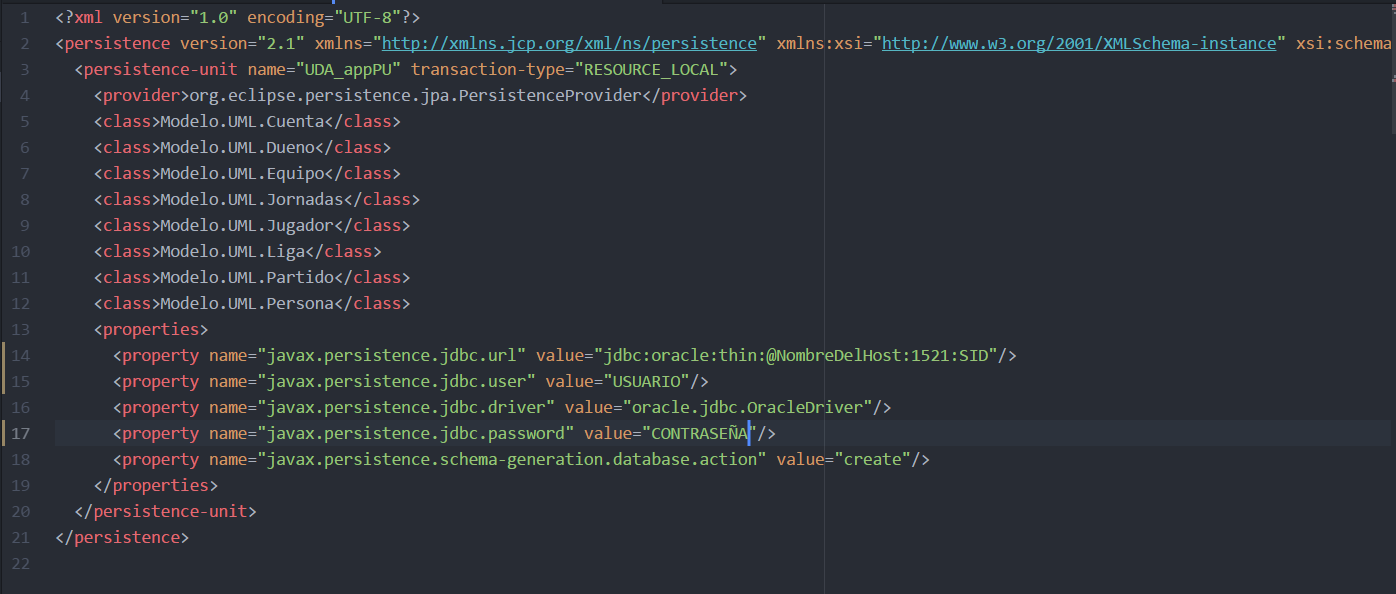 1 <?xml version="1.0" encoding="UTF-8"?>
2 <persistence version="2.1" xmlns="http://xmlns.jcp.org/xml/ns/persistence" xmlns:xsi="http://www.w3.org/2001/XMLSchema-instance" xsi:schema
3 <persistence-unit name="UDA_appPU" transaction-type="RESOURCE_LOCAL">
4 <provider>org.eclipse.persistence.jpa.PersistenceProvider</provider>
5 <class>Modelo.UML.Cuenta</class>
6 <class>Modelo.UML.Dueno</class>
7 <class>Modelo.UML.Equipo</class>
8 <class>Modelo.UML.Jornadas</class>
9 <class>Modelo.UML.Jugador</class>
10 <class>Modelo.UML.Liga</class>
11 <class>Modelo.UML.Partido</class>
12 <class>Modelo.UML.Persona</class>
13 <properties>
14 <property name="javax.persistence.jdbc.url" value="jdbc:oracle:thin:@NombreDelHost:1521:SID"/>
15 <property name="javax.persistence.jdbc.user" value="USUARIO"/>
16 <property name="javax.persistence.jdbc.driver" value="oracle.jdbc.OracleDriver"/>
17 <property name="javax.persistence.jdbc.password" value="CONTRASEÑA"/>
18 <property name="javax.persistence.schema-generation.database.action" value="create"/>
19 </properties>
20 </persistence-unit>
21 </persistence>
22